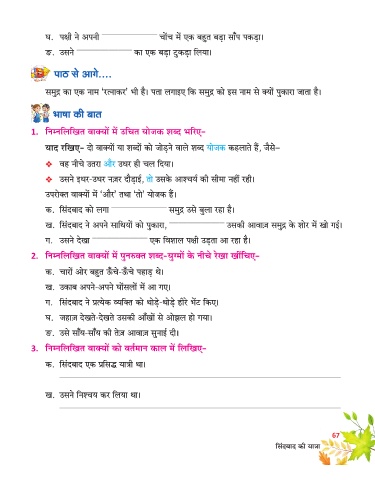 घ. पक्षी ने अपनी ____________ चोंच में एक बहुत बड़ा साँप पकड़ा।
ङ. उसने ____________ का एक बड़ा टुकड़ा लिया।
पाठ से आगे....
समुद्र का एक नाम 'रत्नाकर' भी है। पता लगाइए कि समुद्र को इस नाम से क्यों पुकारा जाता है।
भाषा की बात
1. निम्नलिखित वाक्यों में उचित योजक शब्द भरिए–
याद रखिए– दो वाक्यों या शब्दों को जोड़ने वाले शब्द योजक कहलाते हैं, जैसे–
❖ वह नीचे उतरा और उधर ही चल दिया।
❖ उसने इधर-उधर नज़र दौड़ाई, तो उसके आश्चर्य की सीमा नहीं रही।
उपरोक्त वाक्यों में 'और' तथा 'तो' योजक हैं।
क. सिंदबाद को लगा ____________ समुद्र उसे बुला रहा है।
ख. सिंदबाद ने अपने साथियों को पुकारा, ____________ उसकी आवाज़ समुद्र के शोर में खो गई।
ग. उसने देखा ____________ एक विशाल पक्षी उड़ता आ रहा है।
2. निम्नलिखित वाक्यों में पुनरुक्त शब्द-युग्मों के नीचे रेखा खींचिए–
क. चारों ओर बहुत ऊँचे-ऊँचे पहाड़ थे।
ख. उकाब अपने-अपने घोंसलों में आ गए।
ग. सिंदबाद ने प्रत्येक व्यक्ति को थोड़े-थोड़े हीरे भेंट किए।
घ. जहाज़ देखते-देखते उसकी आँखों से ओझल हो गया।
ङ. उसे साँय-साँय की तेज़ आवाज़ सुनाई दी।
3. निम्नलिखित वाक्यों को वर्तमान काल में लिखिए–
क. सिंदबाद एक प्रसिद्ध यात्री था।
ख. उसने निश्चय कर लिया था।
67
सिंदबाद की यात्रा